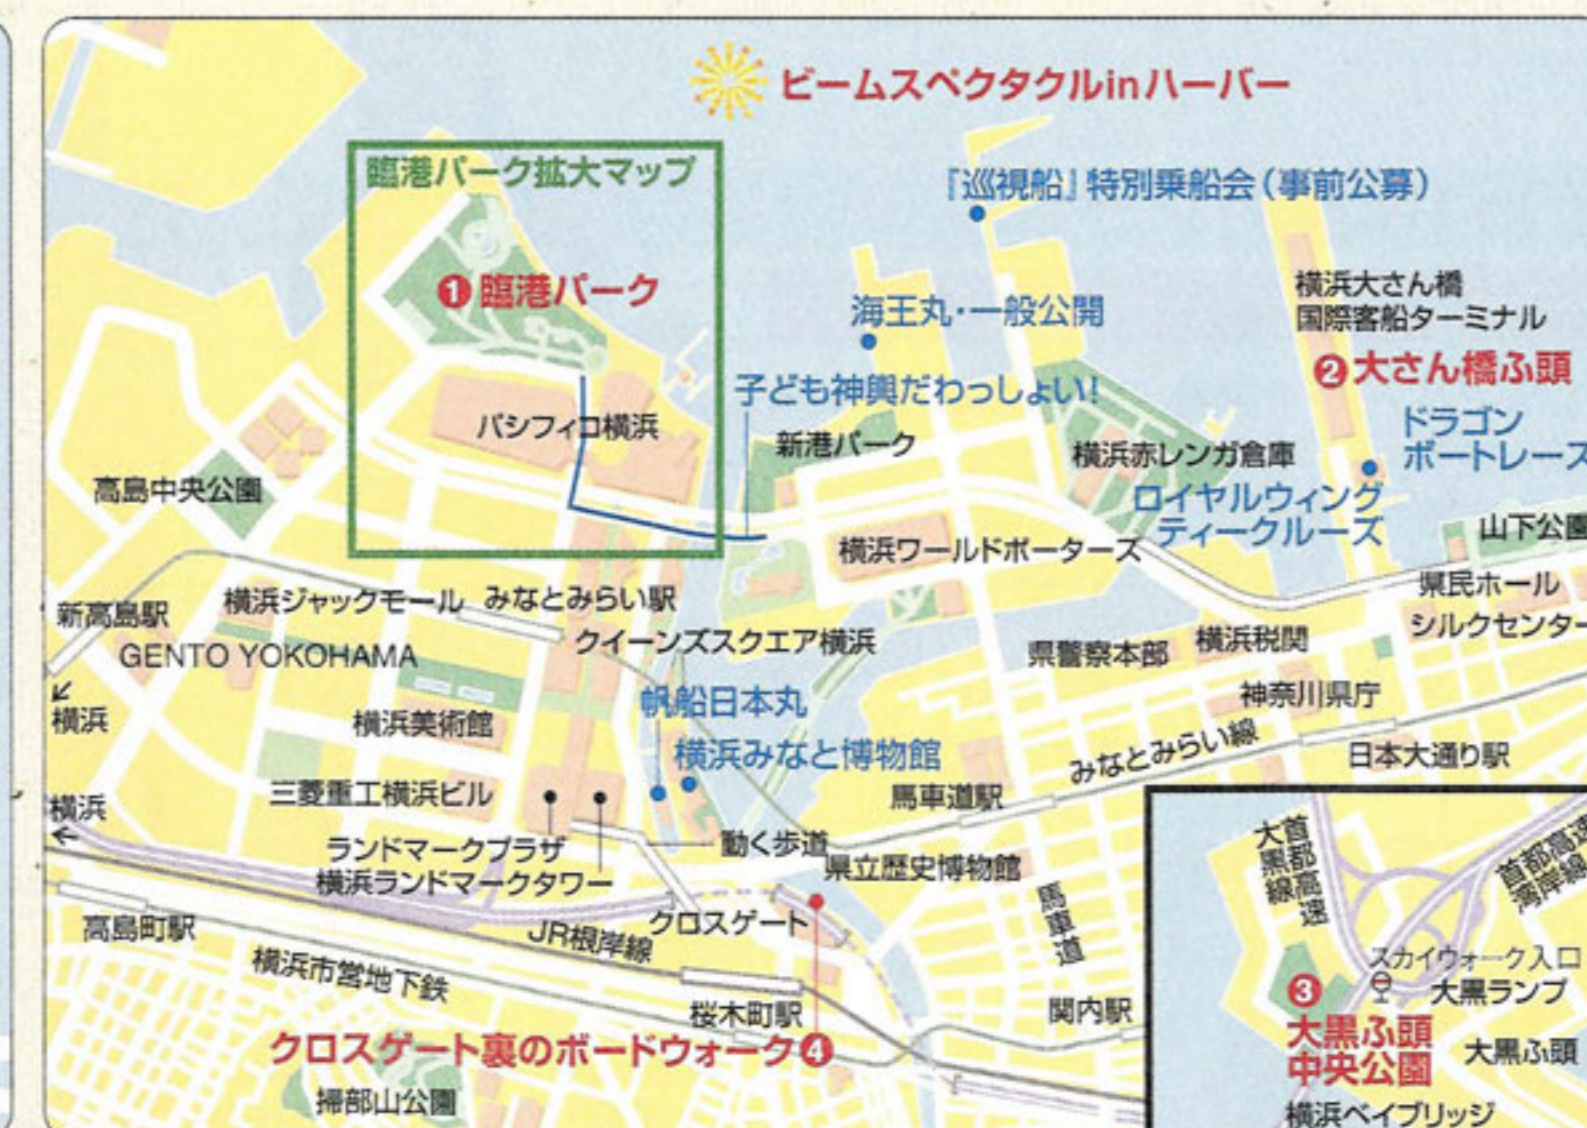 ビームスペクタクルinハーバー
臨港パーク拡大マップ
『巡視船』特別乗船会(事前公募)
❶臨港パーク
横浜大さん橋
国際客船ターミナル
海王丸・一般公開
❷大さん橋ふ頭
子ども神輿だわっしょい!
ドラゴン
ボートレース
パシフィコ横浜
新港パーク
横浜赤レンガ倉庫
高島中央公園
ロイヤルウィング
ティークルーズ
山下公園
横浜ワールドポーターズ
県民ホール
新高島駅
横浜ジャックモール
みなとみらい駅
シルクセンター
GENTO YOKOHAMA
クイーンズスクエア横浜
県警察本部
横浜税関
横浜
帆船日本丸
神奈川県庁
横浜美術館
横浜みなと博物館
みなとみらい線
日本大通り駅
三菱重工横浜ビル
馬車道駅
横浜
ランドマークプラザ
動く歩道
横浜ランドマークタワー
県立歴史博物館
首都高速
大黒線
首都高速
湾岸線
高島町駅
クロスゲート
馬車道
JR根岸線
横浜市営地下鉄
スカイウォーク入口
❸
大黒ランプ
桜木町駅
関内駅
クロスゲート裏のボードウォーク❹
大黒ふ頭
中央公園
大黒ふ頭
掃部山公園
横浜ベイブリッジ